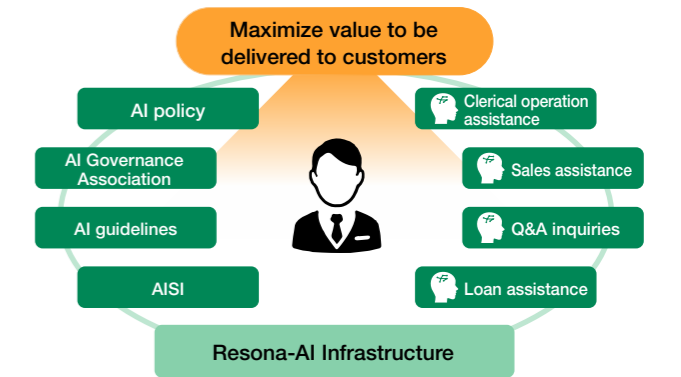 Maximize value to be
delivered to customers
AI policy
AI Governance
Association
AI guidelines
AISI
Clerical operation
assistance
Sales assistance
Q&A inquiries
Loan assistance
Resona-AI Infrastructure